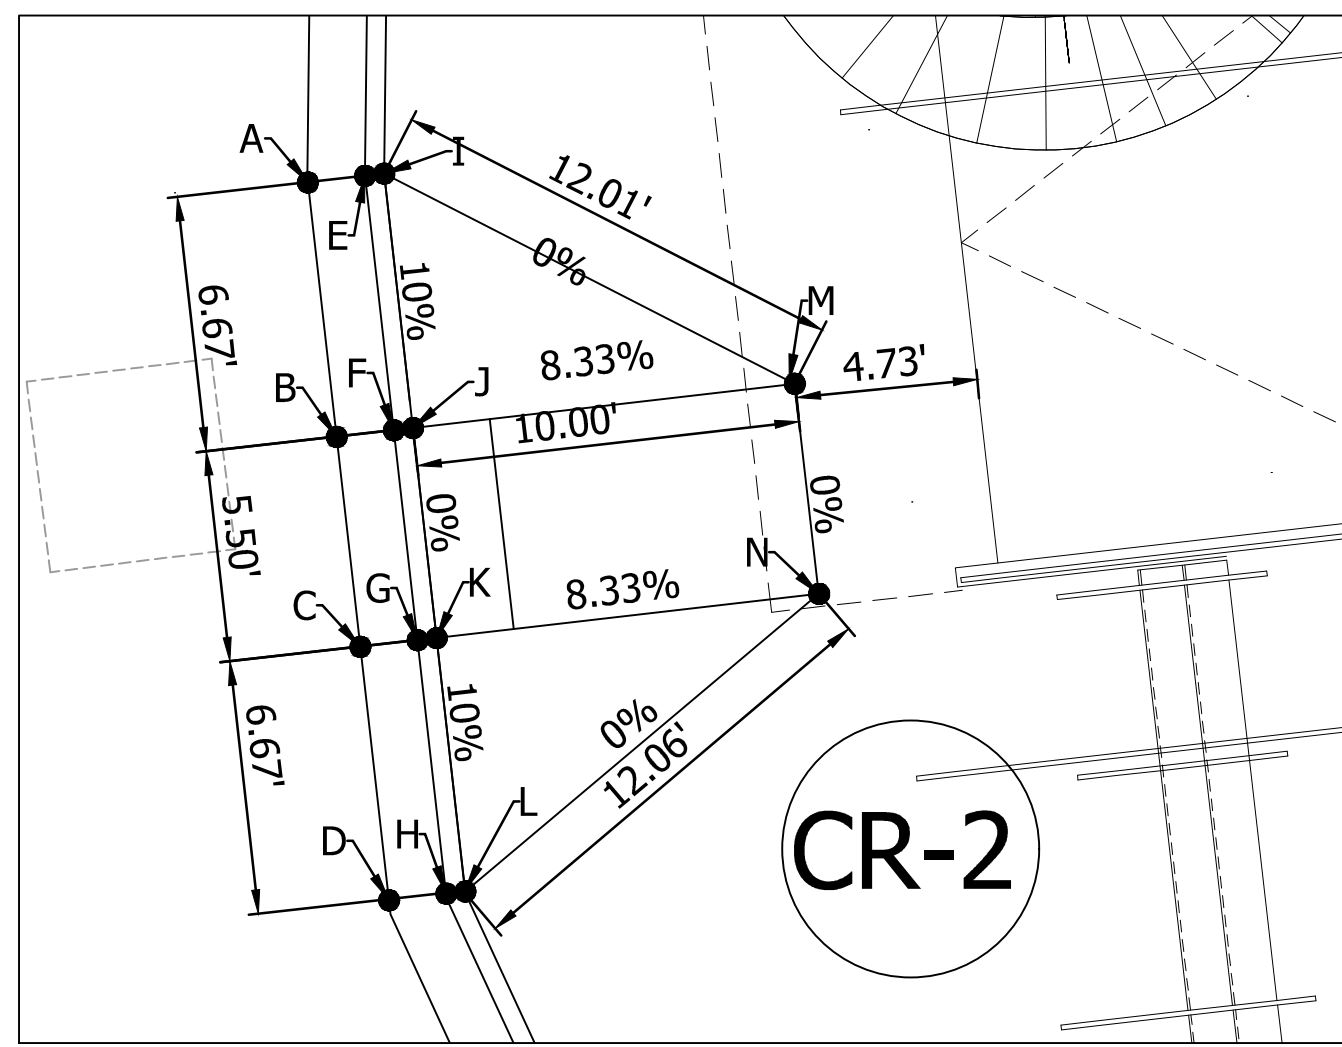 A
I
12.01'
E
0%
10%
6.67'
M
8.33%
4.73'
F
J
B
10.00'
5.50'
0%
0%
N
G
K
C
8.33%
10%
6.67'
0%
12.06'
L
H
D
CR-2